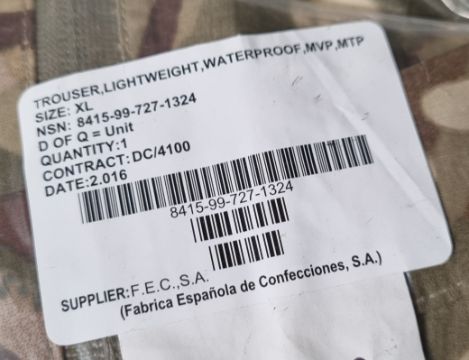 TROUSER,LIGHTWEIGHT,WATERPROOF,MVP,MTP
SIZE: XL
NSN: 8415-99-727-1324
D OF Q = Unit
QUANTITY:1
CONTRACT:DC/4100
DATE:2.016
8415-99-727-1324
SUPPLIER:F.E.C.,S.A.
(Fabrica Española de Confecciones, S.A.)